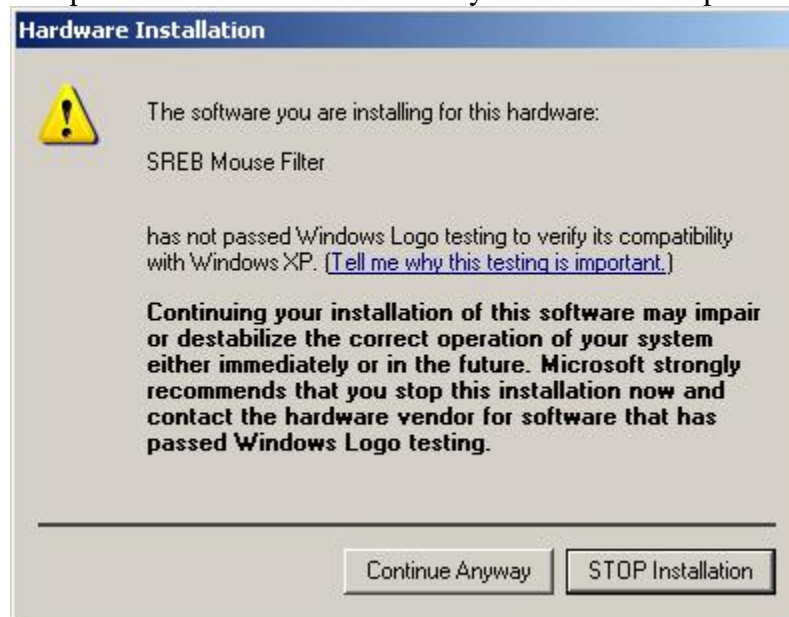 Hardware Installation
The software you are installing for this hardware:
SREB Mouse Filter
has not passed Windows Logo testing to verify its compatibility
with Windows XP. (Tell me why this testing is important.)
Continuing your installation of this software may impair
or destabilize the correct operation of your system
either immediately or in the future. Microsoft strongly
recommends that you stop this installation now and
contact the hardware vendor for software that has
passed Windows Logo testing.
Continue Anyway
STOP Installation